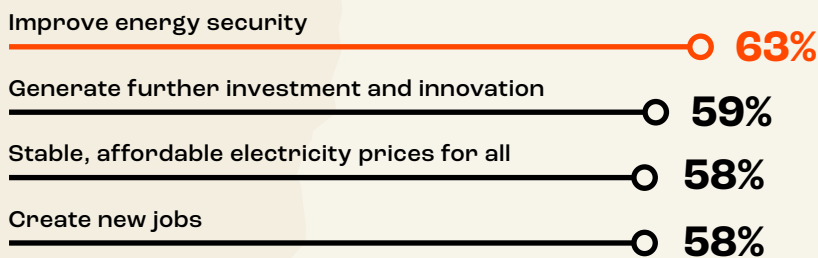 Improve energy security
63%
Generate further investment and innovation
59%
Stable, affordable electricity prices for all
58%
Create new jobs
58%